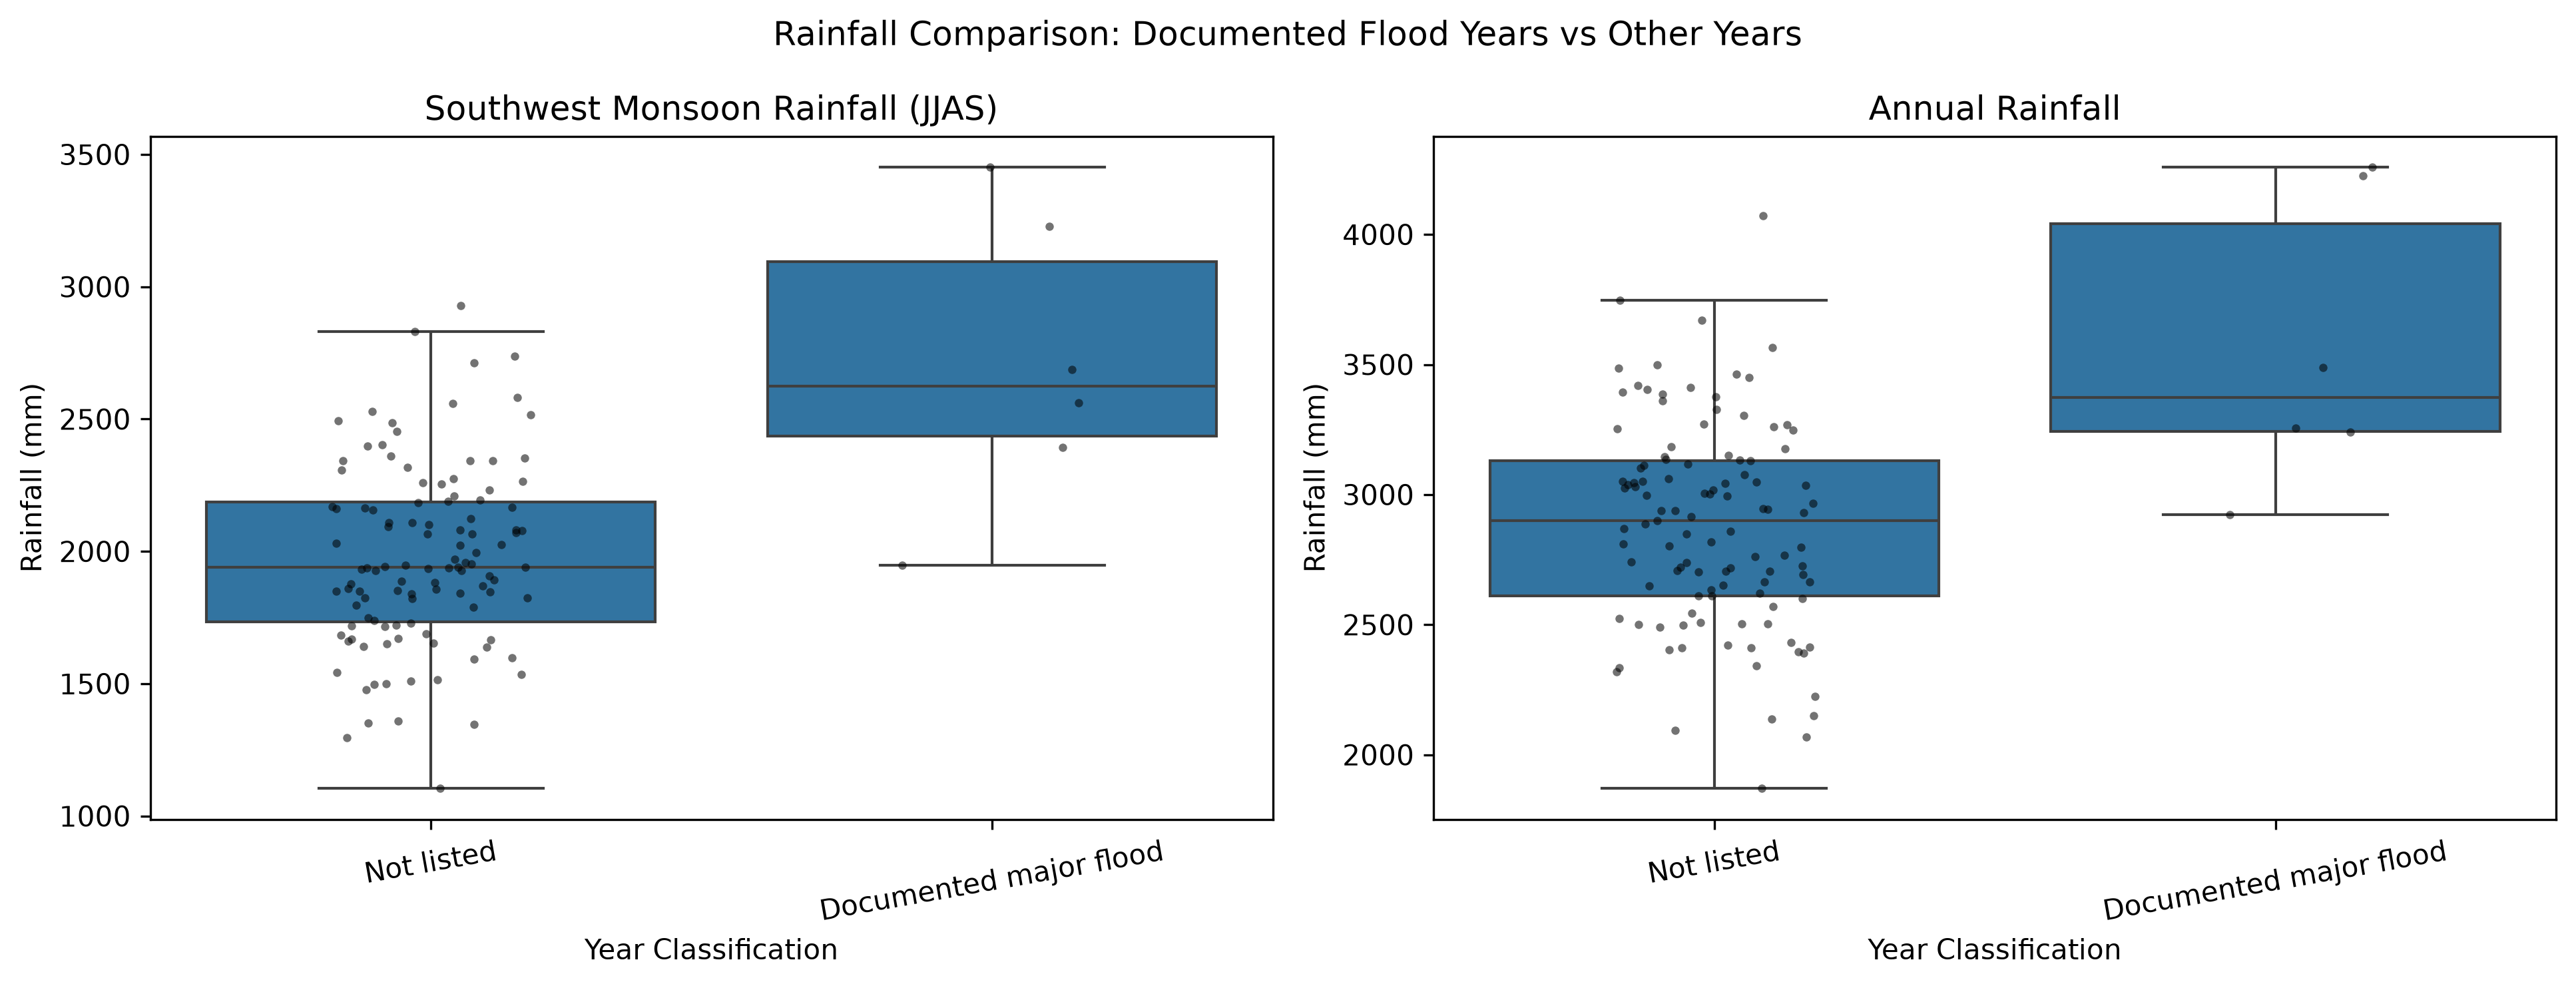 Rainfall Comparison: Documented Flood Years vs Other Years
Southwest Monsoon Rainfall (JJAS)
Rainfall (mm)
3500
3000
2500
2000
1500
1000
Not listed
Documented major flood
Year Classification
Annual Rainfall
Rainfall (mm)
4000
3500
3000
2500
2000
Not listed
Documented major flood
Year Classification